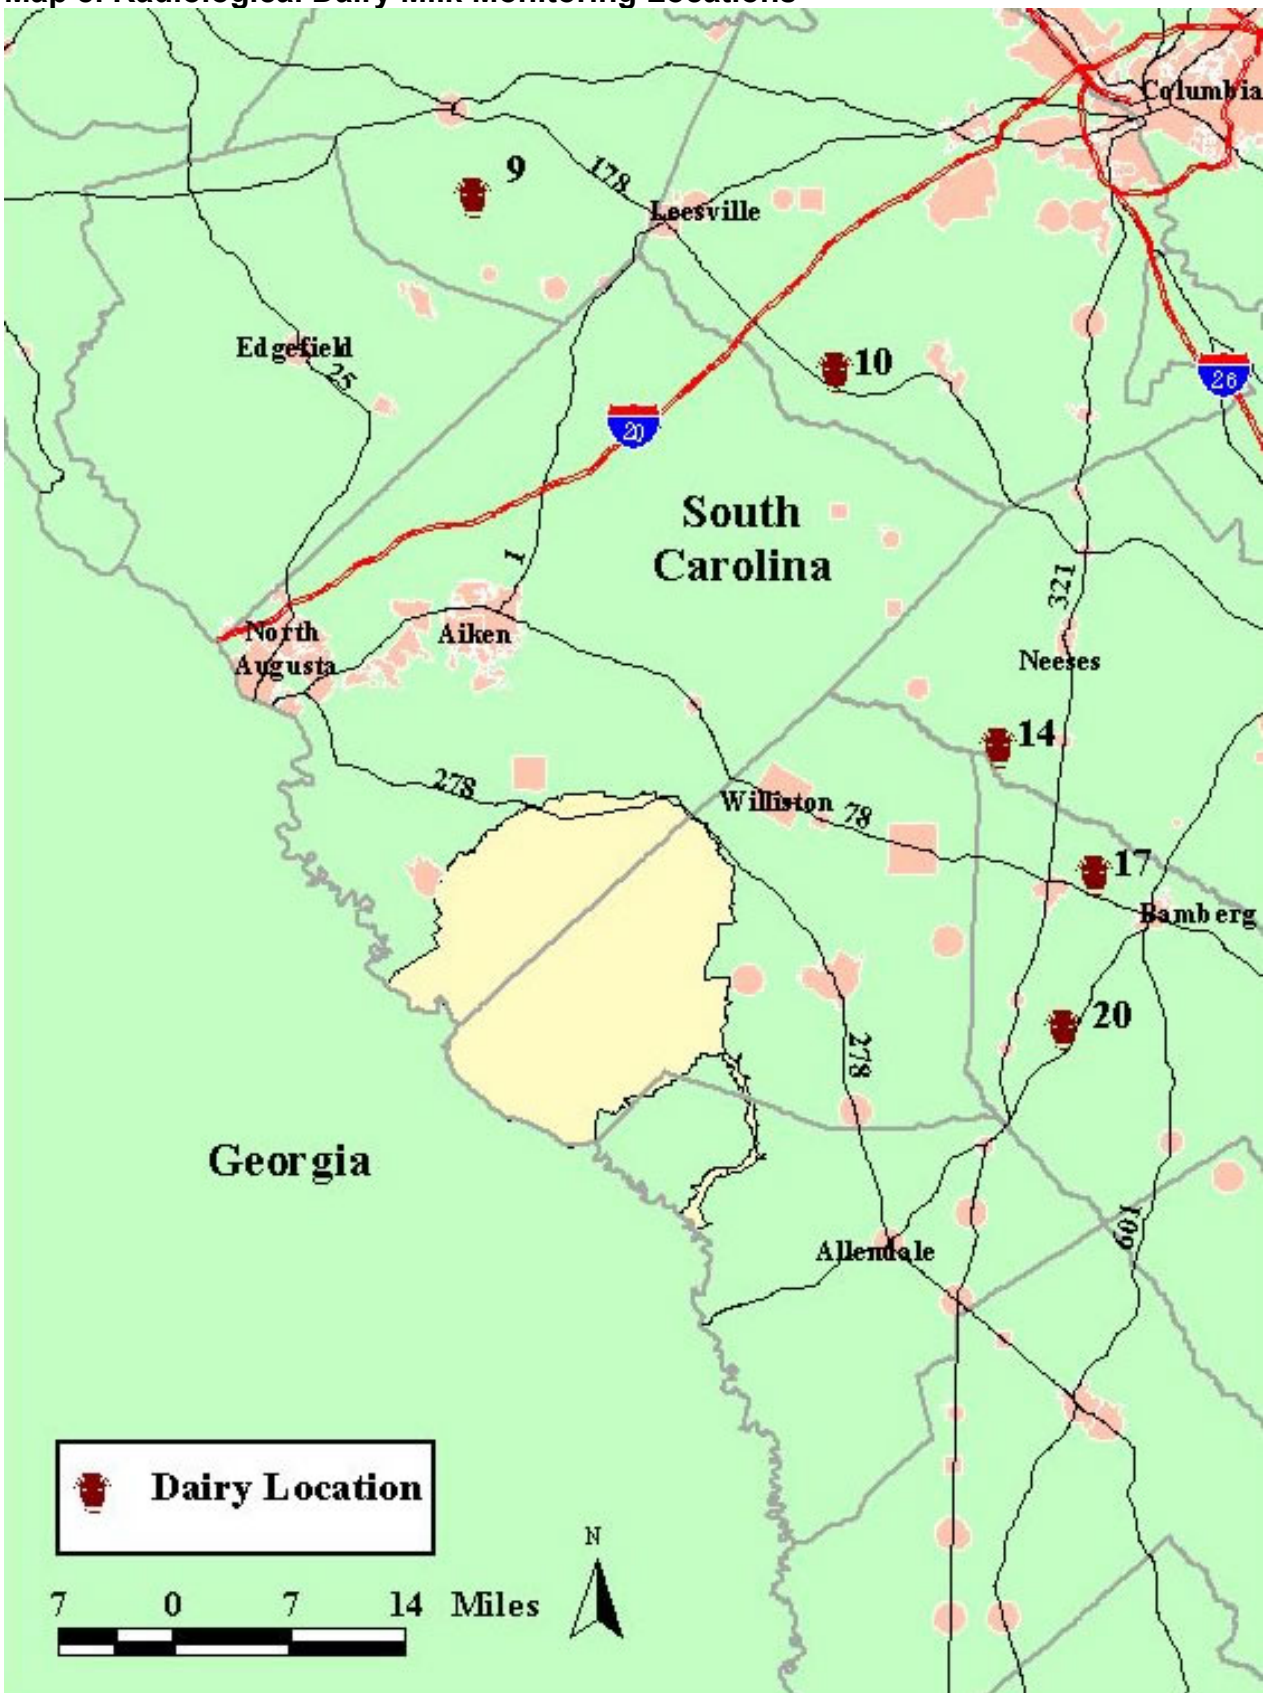 Map 6. Radiological Dairy Milk Monitoring Locations
Columbia
9
178
Leesville
Edgefield
25
10
26
20
South
Carolina
1
321
North
Augusta
Aiken
Neeses
14
278
Williston
78
17
Bamberg
20
278
Georgia
601
Allendale
Dairy Location
N
7 0 7 14 Miles